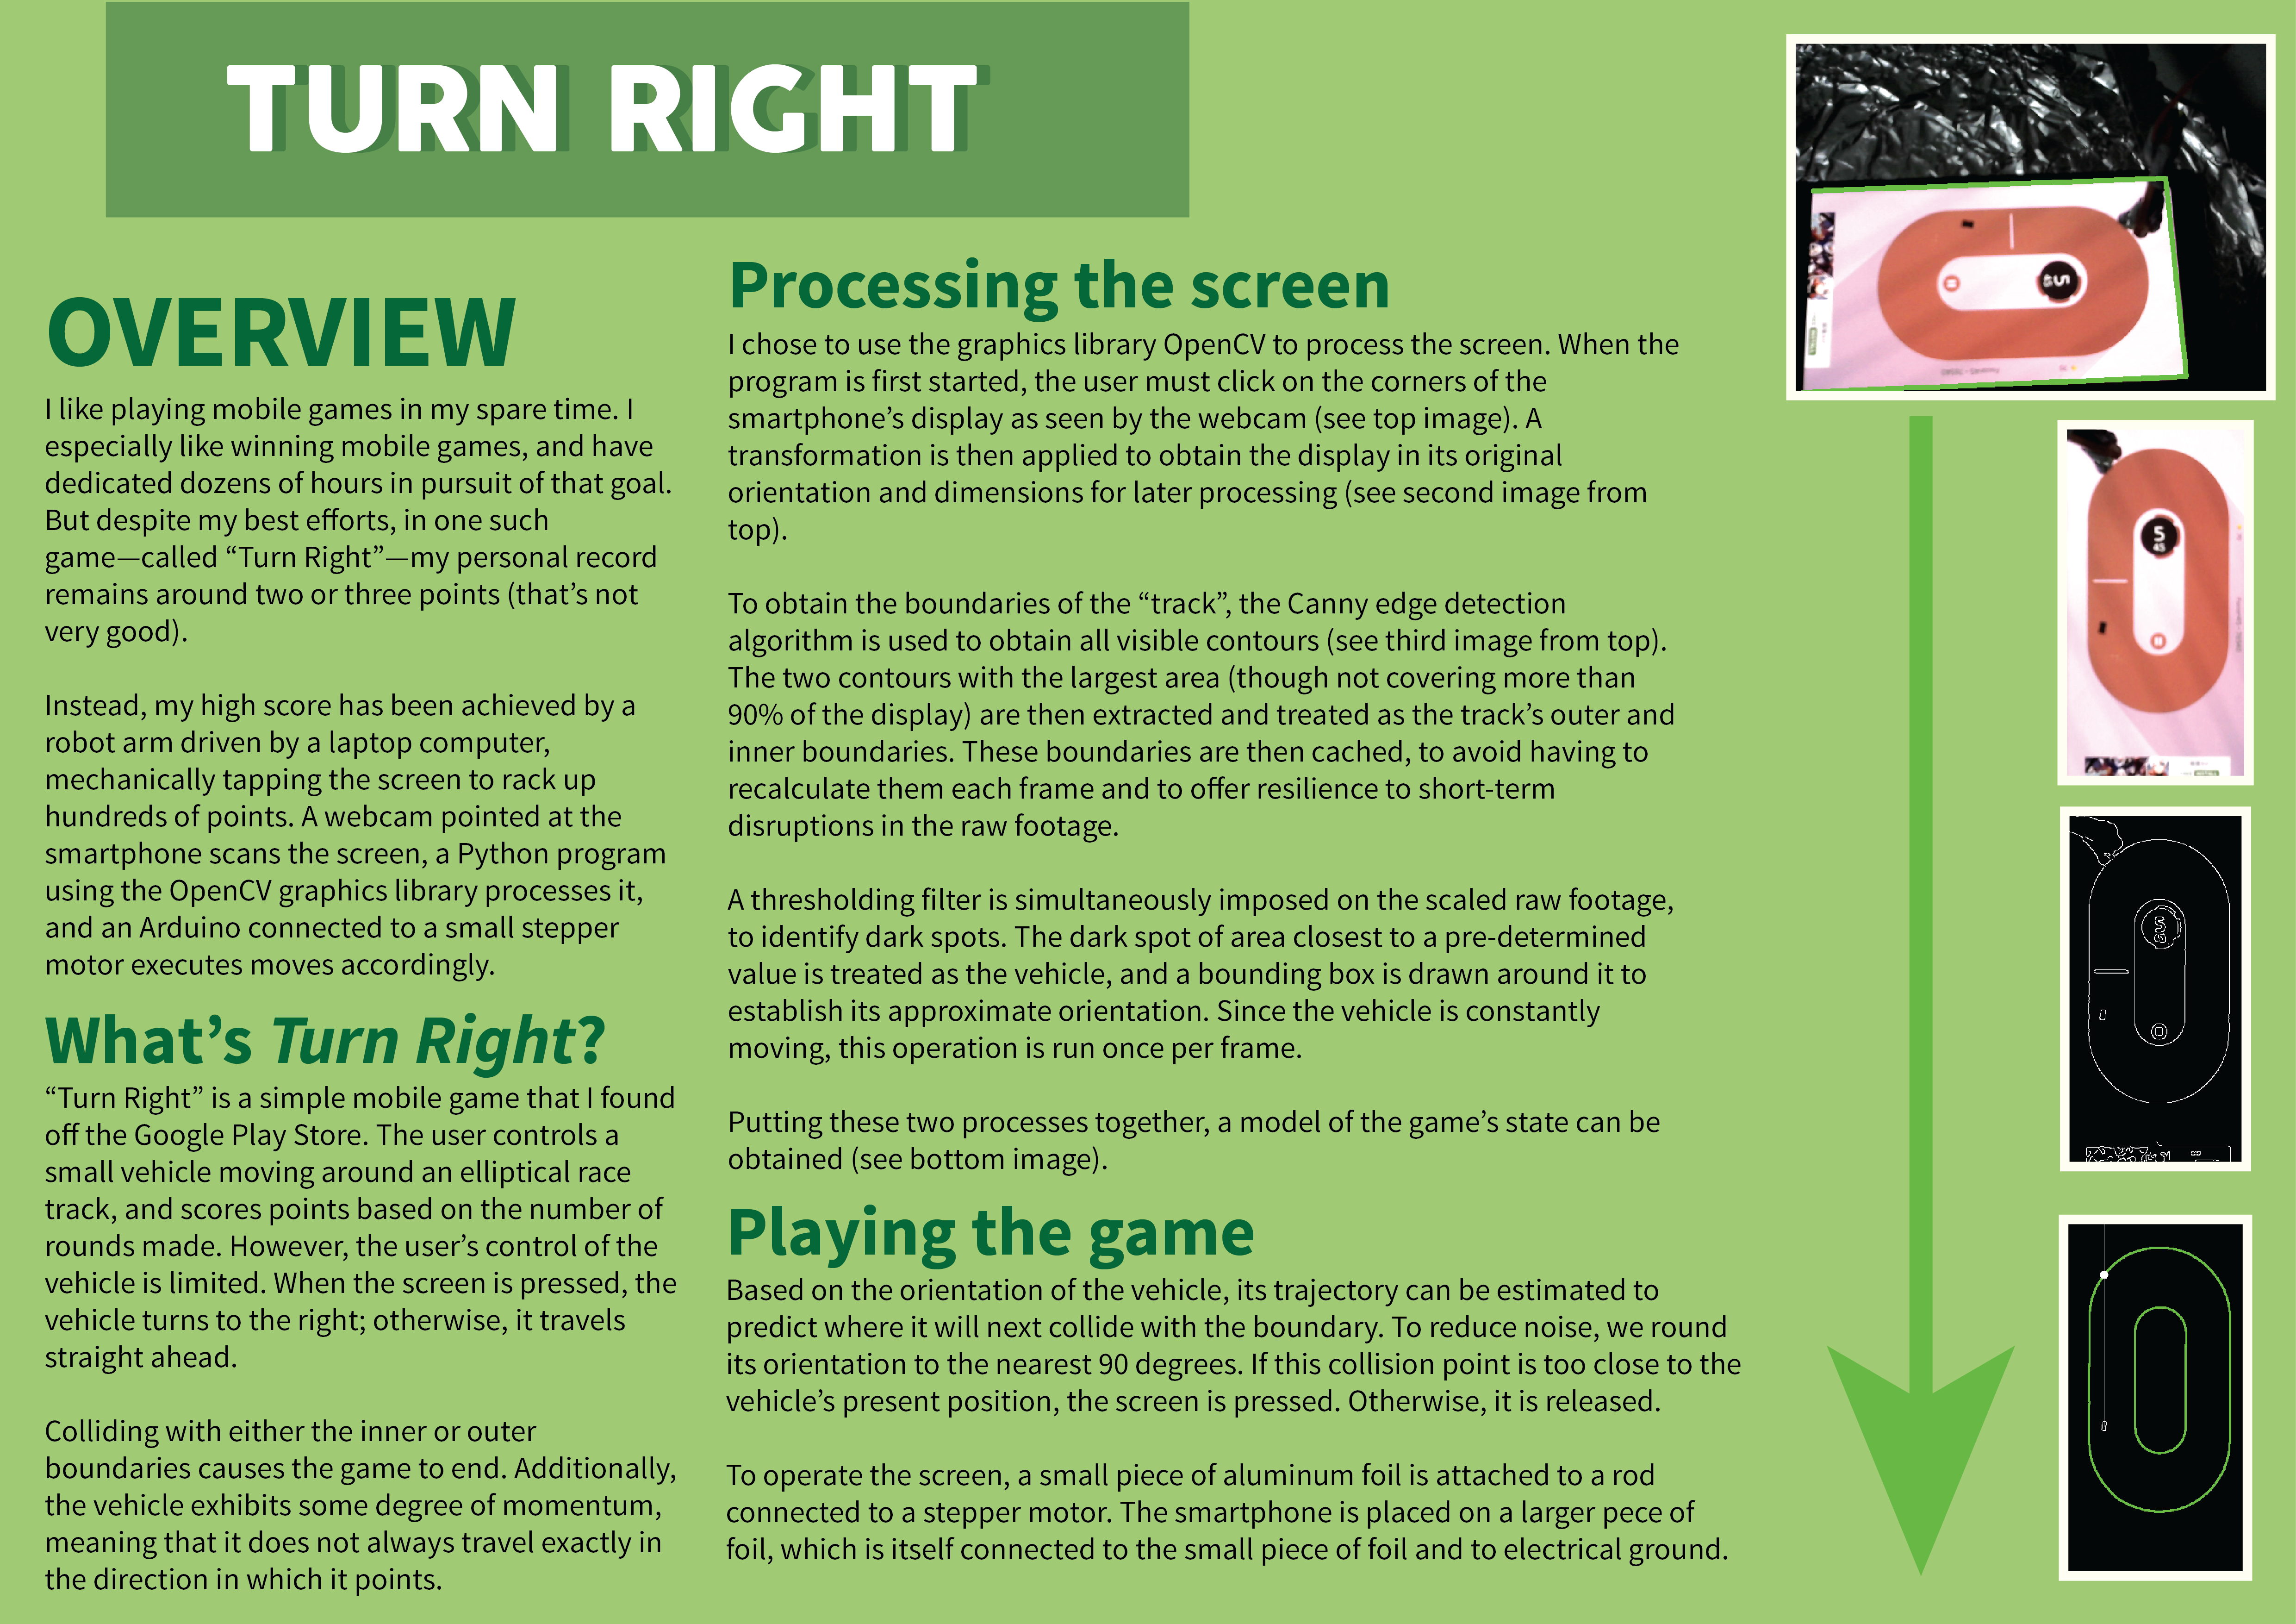 TURN RIGHT
OVERVIEW
I like playing mobile games in my spare time. I
especially like winning mobile games, and have
dedicated dozens of hours in pursuit of that goal.
But despite my best efforts, in one such
game—called “Turn Right”—my personal record
remains around two or three points (that’s not
very good).
Instead, my high score has been achieved by a
robot arm driven by a laptop computer,
mechanically tapping the screen to rack up
hundreds of points. A webcam pointed at the
smartphone scans the screen, a Python program
using the OpenCV graphics library processes it,
and an Arduino connected to a small stepper
motor executes moves accordingly.
What’s Turn Right?
“Turn Right” is a simple mobile game that I found
off the Google Play Store. The user controls a
small vehicle moving around an elliptical race
track, and scores points based on the number of
rounds made. However, the user’s control of the
vehicle is limited. When the screen is pressed, the
vehicle turns to the right; otherwise, it travels
straight ahead.
Colliding with either the inner or outer
boundaries causes the game to end. Additionally,
the vehicle exhibits some degree of momentum,
meaning that it does not always travel exactly in
the direction in which it points.
Processing the screen
I chose to use the graphics library OpenCV to process the screen. When the
program is first started, the user must click on the corners of the
smartphone’s display as seen by the webcam (see top image). A
transformation is then applied to obtain the display in its original
orientation and dimensions for later processing (see second image from
top).
To obtain the boundaries of the “track”, the Canny edge detection
algorithm is used to obtain all visible contours (see third image from top).
The two contours with the largest area (though not covering more than
90% of the display) are then extracted and treated as the track’s outer and
inner boundaries. These boundaries are then cached, to avoid having to
recalculate them each frame and to offer resilience to short-term
disruptions in the raw footage.
A thresholding filter is simultaneously imposed on the scaled raw footage,
to identify dark spots. The dark spot of area closest to a pre-determined
value is treated as the vehicle, and a bounding box is drawn around it to
establish its approximate orientation. Since the vehicle is constantly
moving, this operation is run once per frame.
Putting these two processes together, a model of the game’s state can be
obtained (see bottom image).
Playing the game
Based on the orientation of the vehicle, its trajectory can be estimated to
predict where it will next collide with the boundary. To reduce noise, we round
its orientation to the nearest 90 degrees. If this collision point is too close to the
vehicle’s present position, the screen is pressed. Otherwise, it is released.
To operate the screen, a small piece of aluminum foil is attached to a rod
connected to a stepper motor. The smartphone is placed on a larger pece of
foil, which is itself connected to the small piece of foil and to electrical ground.
5
45
5
45